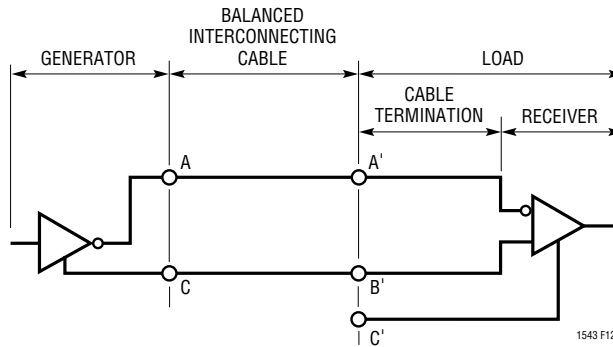 BALANCED
INTERCONNECTING
CABLE
GENERATOR
LOAD
CABLE
TERMINATION
RECEIVER
A
A'
C
B'
C'
1543 F12